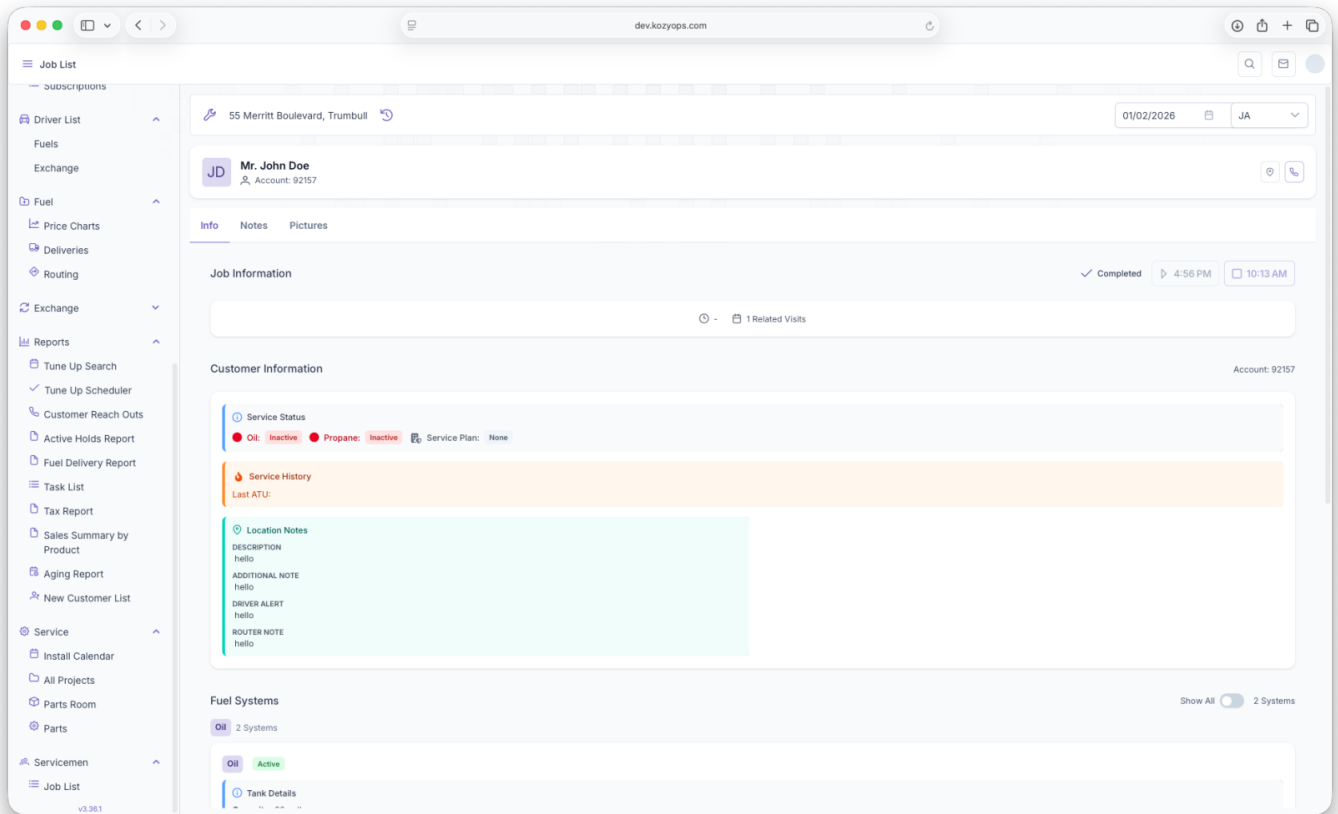 dev.kozyops.com
Job List
Subscriptions
Driver List
Fuels
Exchange
Fuel
Price Charts
Deliveries
Routing
Exchange
Reports
Tune Up Search
Tune Up Scheduler
Customer Reach Outs
Active Holds Report
Fuel Delivery Report
Task List
Tax Report
Sales Summary by
Product
Aging Report
New Customer List
Service
Install Calendar
All Projects
Parts Room
Parts
Servicemen
Job List
v3.36.1
55 Merritt Boulevard, Trumbull
01/02/2026
JA
JD
Mr. John Doe
Account: 92157
Info Notes Pictures
Job Information
Completed
4:56 PM
10:13 AM
-
1 Related Visits
Customer Information
Account: 92157
Service Status
Oil: Inactive Propane: Inactive Service Plan: None
Service History
Last ATU:
Location Notes
DESCRIPTION
hello
ADDITIONAL NOTE
hello
DRIVER ALERT
hello
ROUTER NOTE
hello
Fuel Systems
Show All 2 Systems
Oil 2 Systems
Oil Active
Tank Details